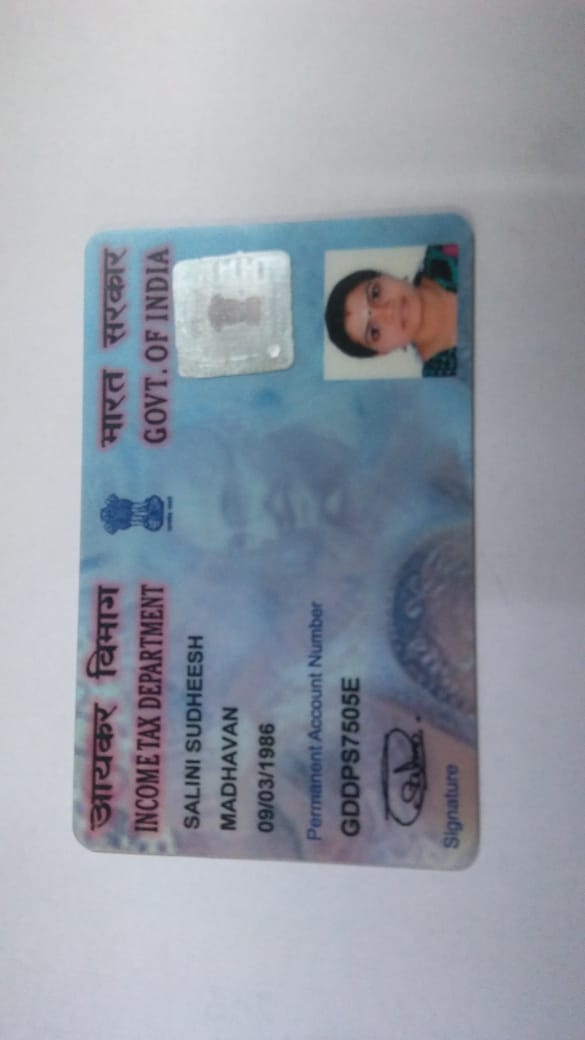 आयकर विभाग
INCOME TAX DEPARTMENT
भारत सरकार
GOVT. OF INDIA
SALINI SUDHEESH
MADHAVAN
09/03/1986
Permanent Account Number
GDDPS7505E
Signature